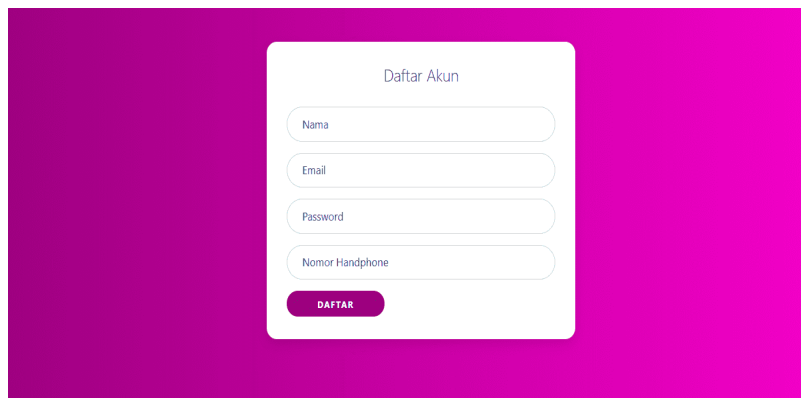 Daftar Akun
Nama
Email
Password
Nomor Handphone
DAFTAR